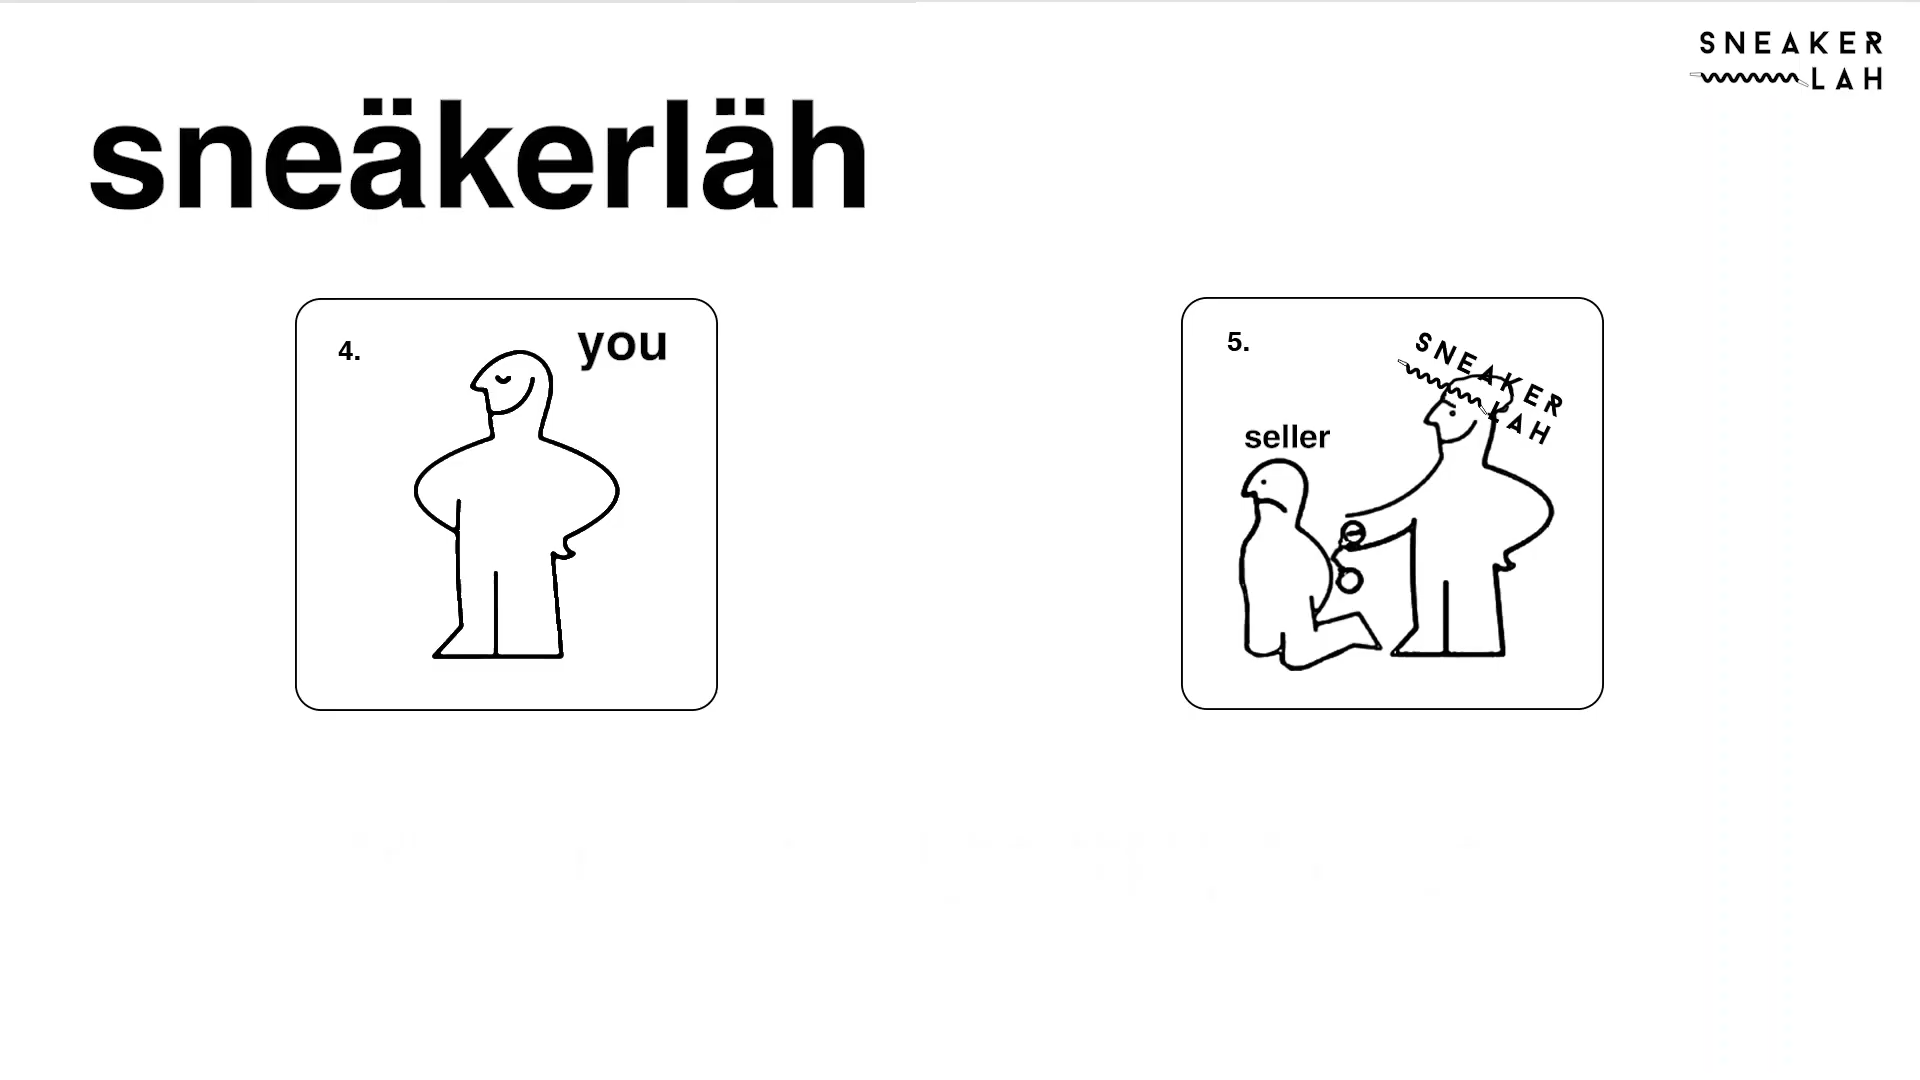 SNEAKER
LAH
sneäkerläh
4.
you
5.
SNEAKER
LAH
seller